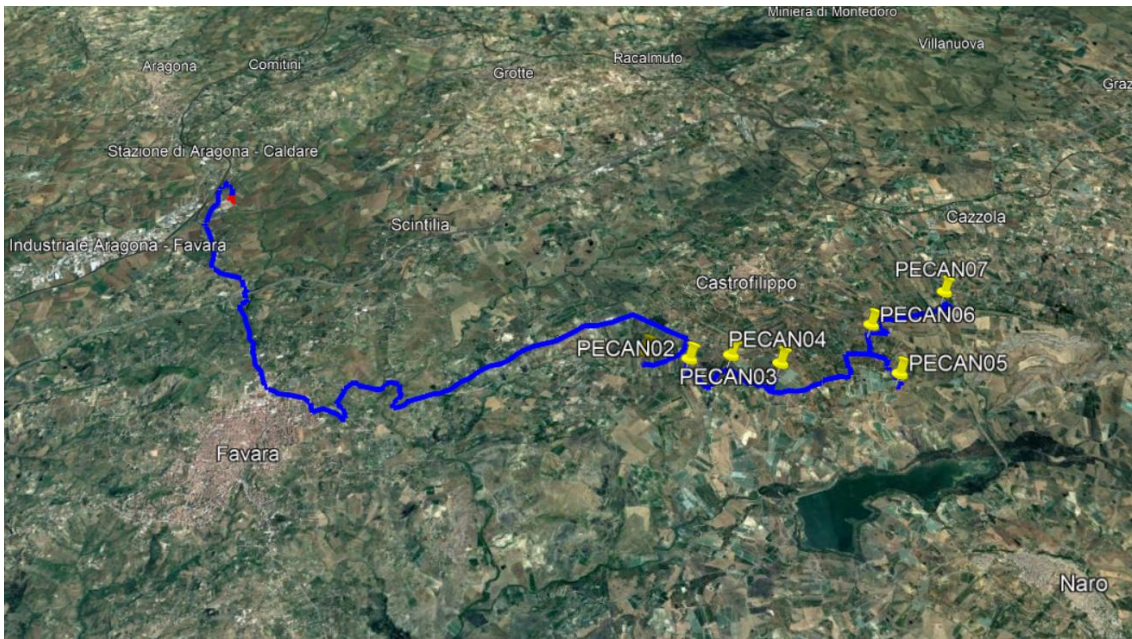 Miniera di Montedoro
Villanuova
Aragona
Comitini
Grotte
Racalmuto
Stazione di Aragona - Caldare
Scintilia
Cazzola
Industriale Aragona - Favara
Castrofilippo
PECAN07
PECAN06
PECAN02
PECAN04
PECAN03
PECAN05
Favara
Naro